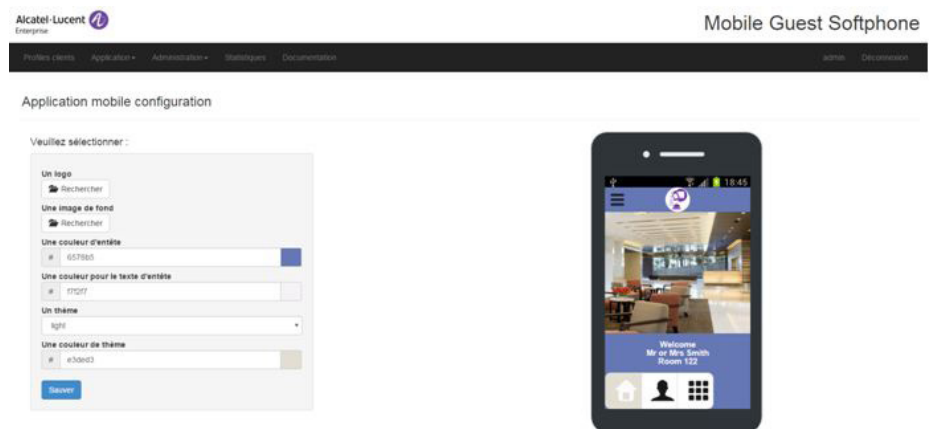 Alcatel·Lucent
Enterprise
Mobile Guest Softphone
Profiles clients Application Administration Statistiques Documentation admin Déconnexion
Application mobile configuration
Veuillez sélectionner :
Un logo
Rechercher
Une image de fond
Rechercher
Une couleur d'entête
# 6576b5
Une couleur pour le texte d'entête
# f7f2f7
Un thème
light
Une couleur de thème
# e3ded3
Sauver
18:45
Welcome
Mr or Mrs Smith
Room 122